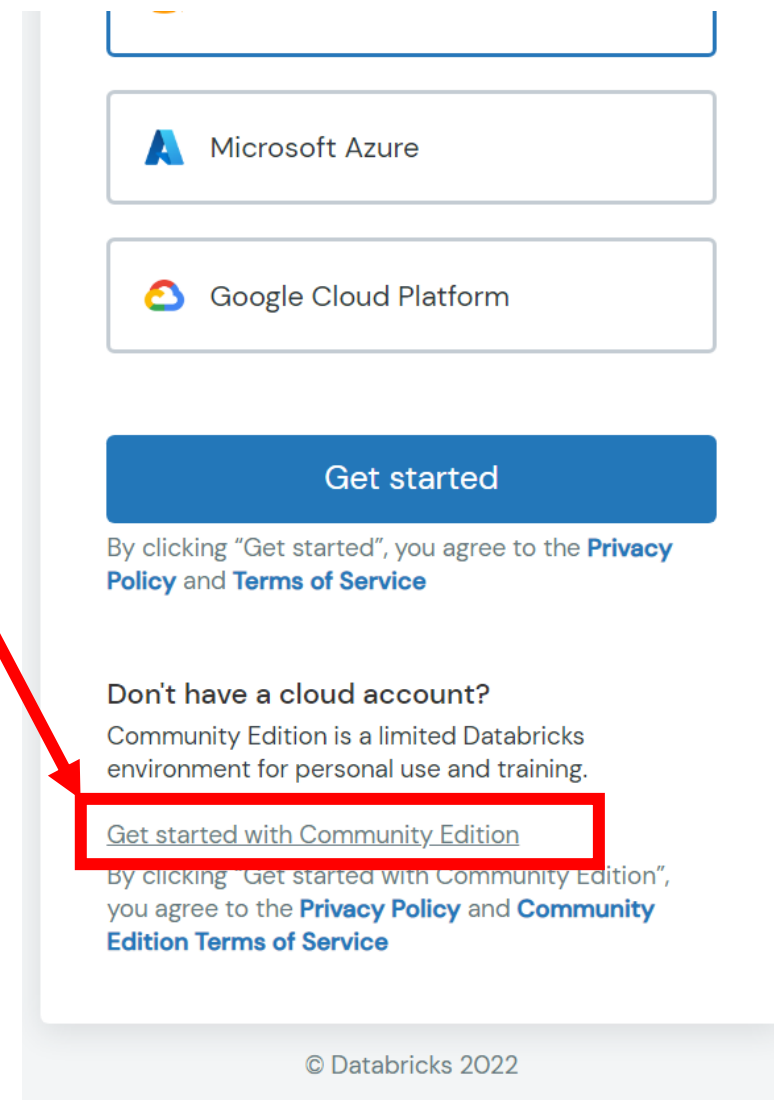 Microsoft Azure
Google Cloud Platform
Get started
By clicking “Get started”, you agree to the Privacy
Policy and Terms of Service
Don't have a cloud account?
Community Edition is a limited Databricks
environment for personal use and training.
Get started with Community Edition
By clicking “Get started with Community Edition”,
you agree to the Privacy Policy and Community
Edition Terms of Service
© Databricks 2022